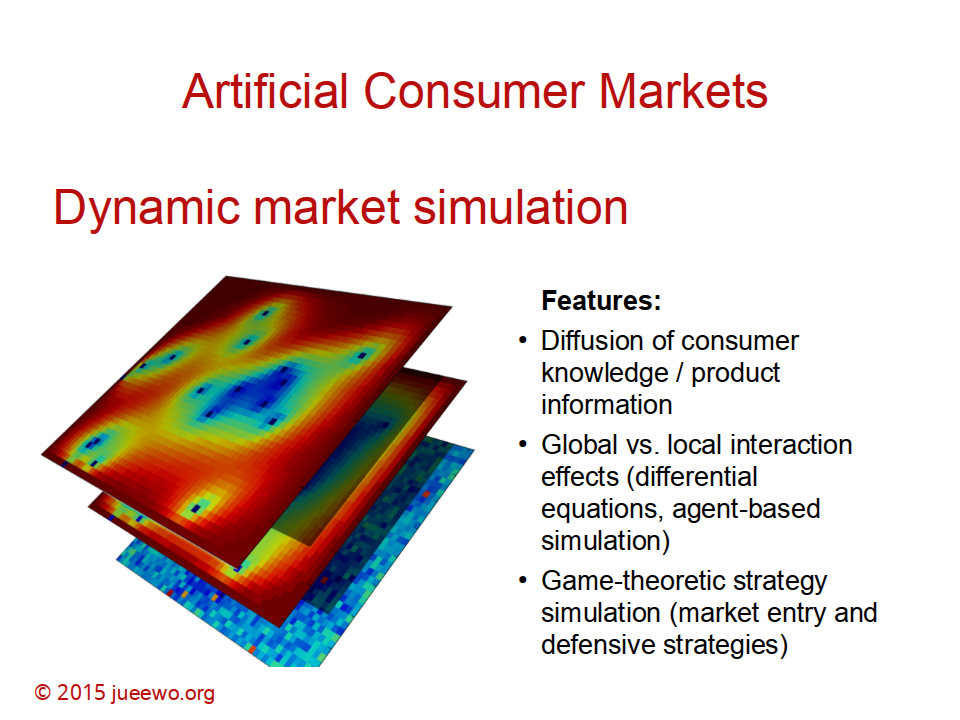 Artificial Consumer Markets
Dynamic market simulation
Features:
• Diffusion of consumer
knowledge / product
information
• Global vs. local interaction
effects (differential
equations, agent-based
simulation)
• Game-theoretic strategy
simulation (market entry and
defensive strategies)
© 2015 jueewo.org